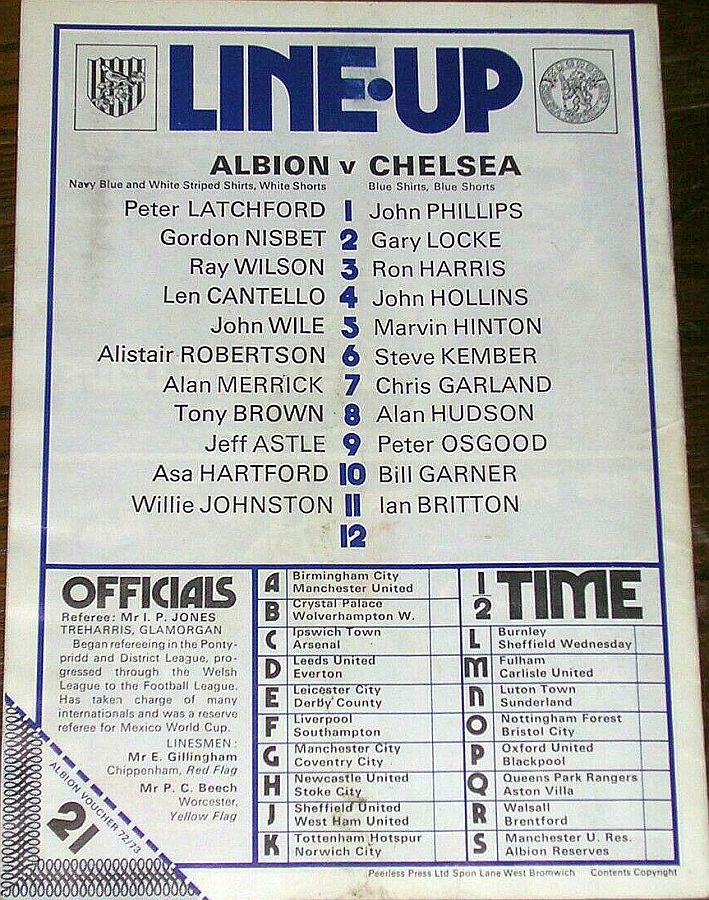 LINE·UP
ALBION v CHELSEA
Navy Blue and White Striped Shirts, White Shorts Blue Shirts, Blue Shorts
Peter LATCHFORD 1 John PHILLIPS
Gordon NISBET 2 Gary LOCKE
Ray WILSON 3 Ron HARRIS
Len CANTELLO 4 John HOLLINS
John WILE 5 Marvin HINTON
Alistair ROBERTSON 6 Steve KEMBER
Alan MERRICK 7 Chris GARLAND
Tony BROWN 8 Alan HUDSON
Jeff ASTLE 9 Peter OSGOOD
Asa HARTFORD 10 Bill GARNER
Willie JOHNSTON 11 Ian BRITTON
12
OFFICIALS
Referee: Mr I. P. JONES
TREHARRIS, GLAMORGAN
Began refereeing in the Ponty-
pridd and District League, pro-
gressed through the Welsh
League to the Football League.
Has taken charge of many
internationals and was a reserve
referee for Mexico World Cup.
LINESMEN:
Mr E. Gillingham
Chippenham, Red Flag
Mr P. C. Beech
Worcester,
Yellow Flag
ALBION VOUCHER 72/73
21
A Birmingham City
Manchester United
B Crystal Palace
Wolverhampton W.
C Ipswich Town
Arsenal
D Leeds United
Everton
E Leicester City
Derby County
F Liverpool
Southampton
G Manchester City
Coventry City
H Newcastle United
Stoke City
J Sheffield United
West Ham United
K Tottenham Hotspur
Norwich City
1/2 TIME
L Burnley
Sheffield Wednesday
M Fulham
Carlisle United
N Luton Town
Sunderland
O Nottingham Forest
Bristol City
P Oxford United
Blackpool
Q Queens Park Rangers
Aston Villa
R Walsall
Brentford
S Manchester U. Res.
Albion Reserves
Peerless Press Ltd Spon Lane West Bromwich Contents Copyright